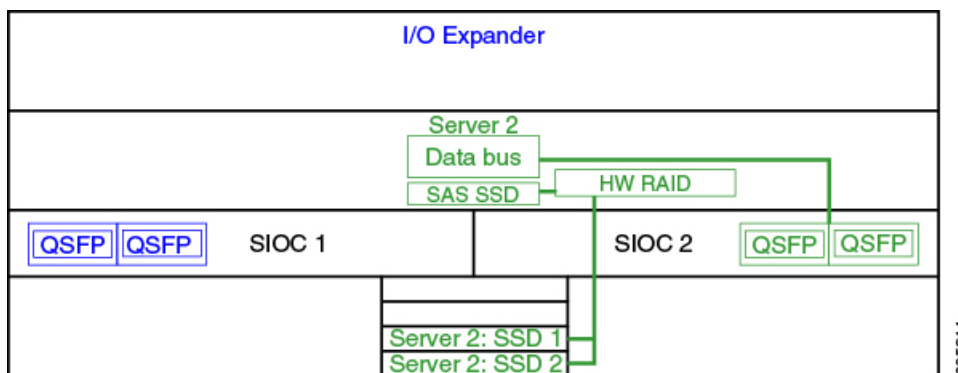 I/O Expander
Server 2
Data bus
HW RAID
SAS SSD
QSFP QSFP SIOC 1 SIOC 2 QSFP QSFP
Server 2: SSD 1
Server 2: SSD 2